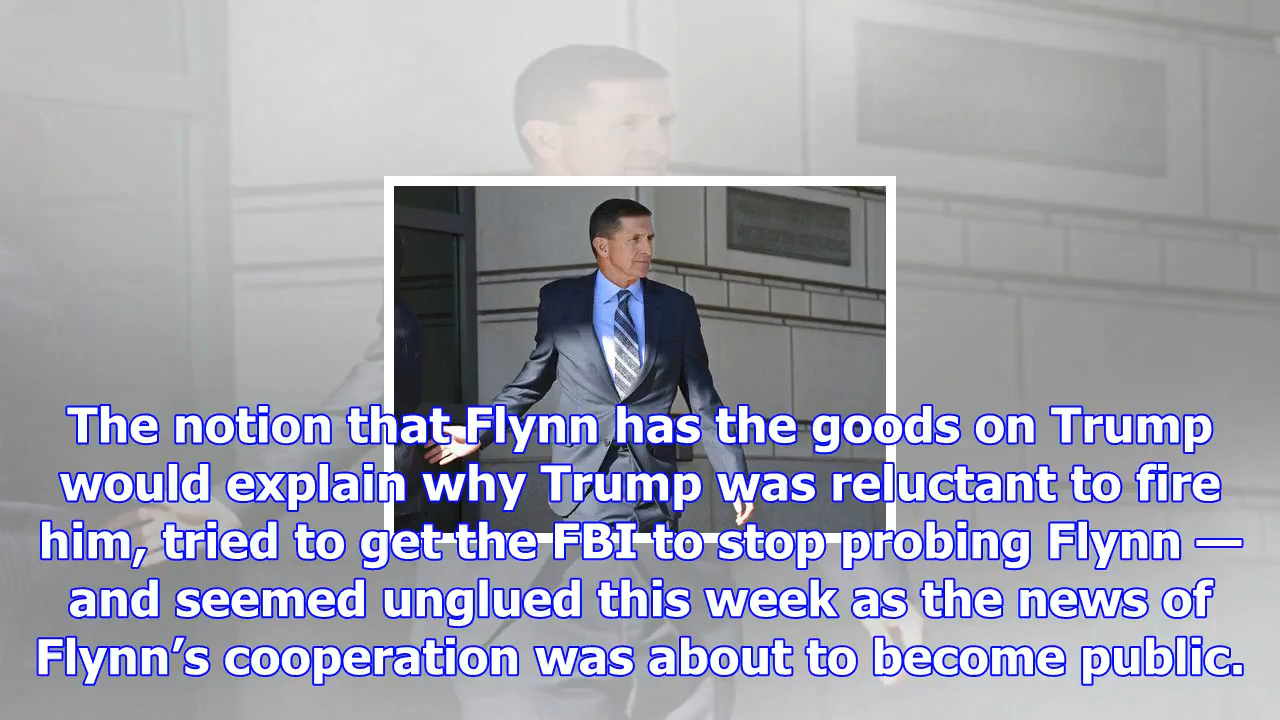 The notion that Flynn has the goods on Trump
would explain why Trump was reluctant to fire
him, tried to get the FBI to stop probing Flynn —
and seemed unglued this week as the news of
Flynn’s cooperation was about to become public.